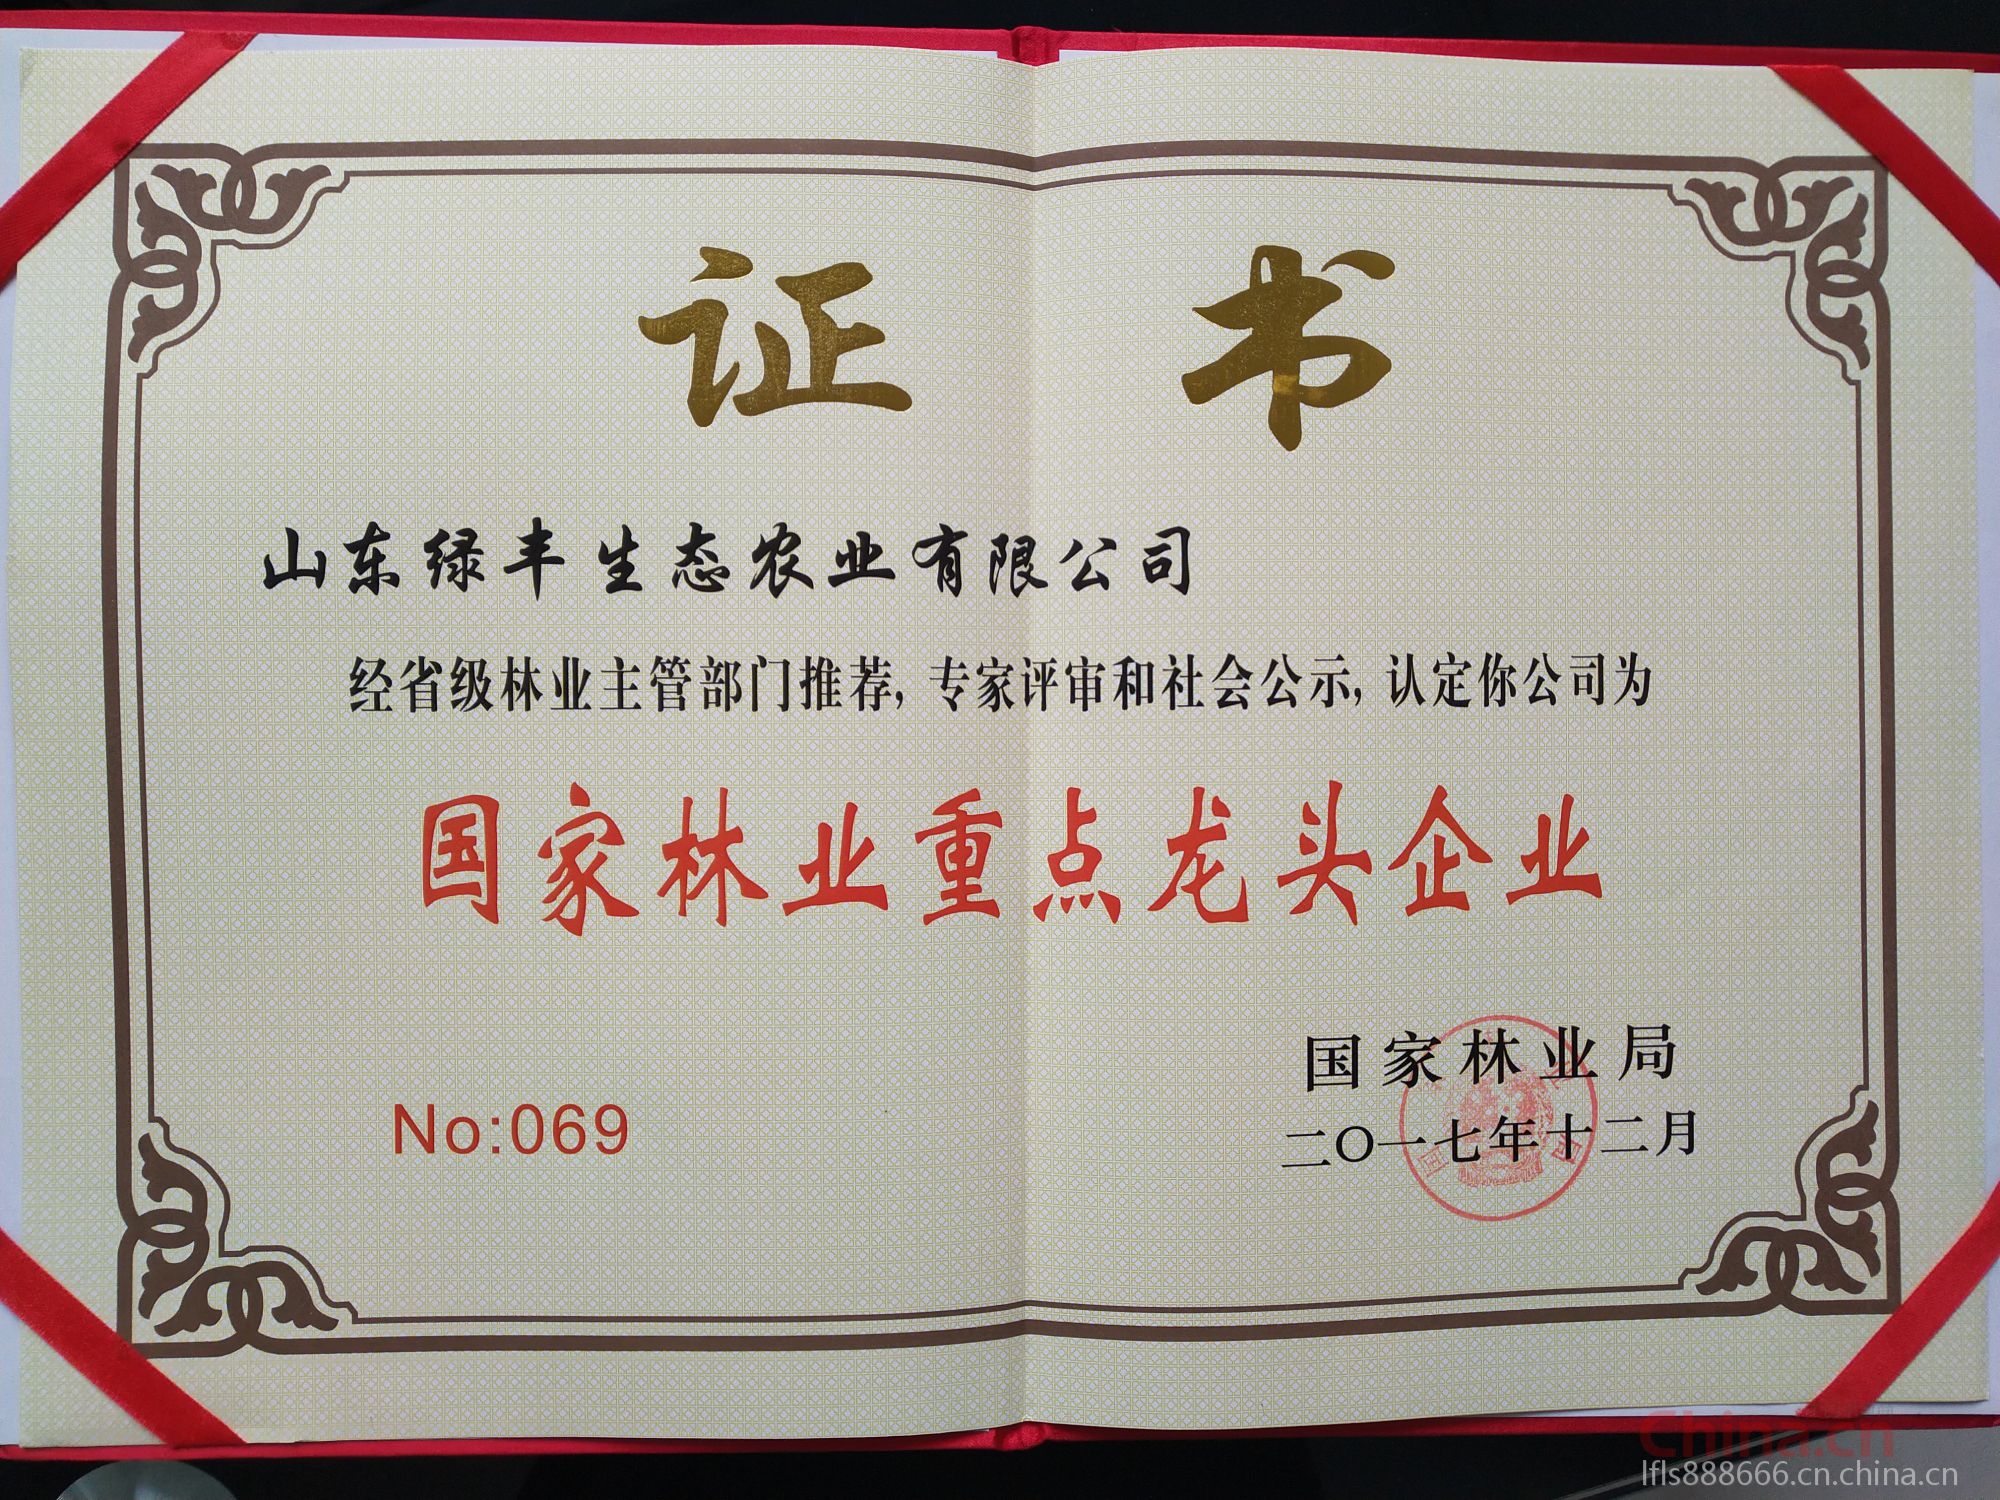 证书
山东绿丰生态农业有限公司
经省级林业主管部门推荐，专家评审和社会公示，认定你公司为
国家林业重点龙头企业
No:069
国家林业局
二〇一七年十二月
China.cn
lfls888666.cn.china.cn